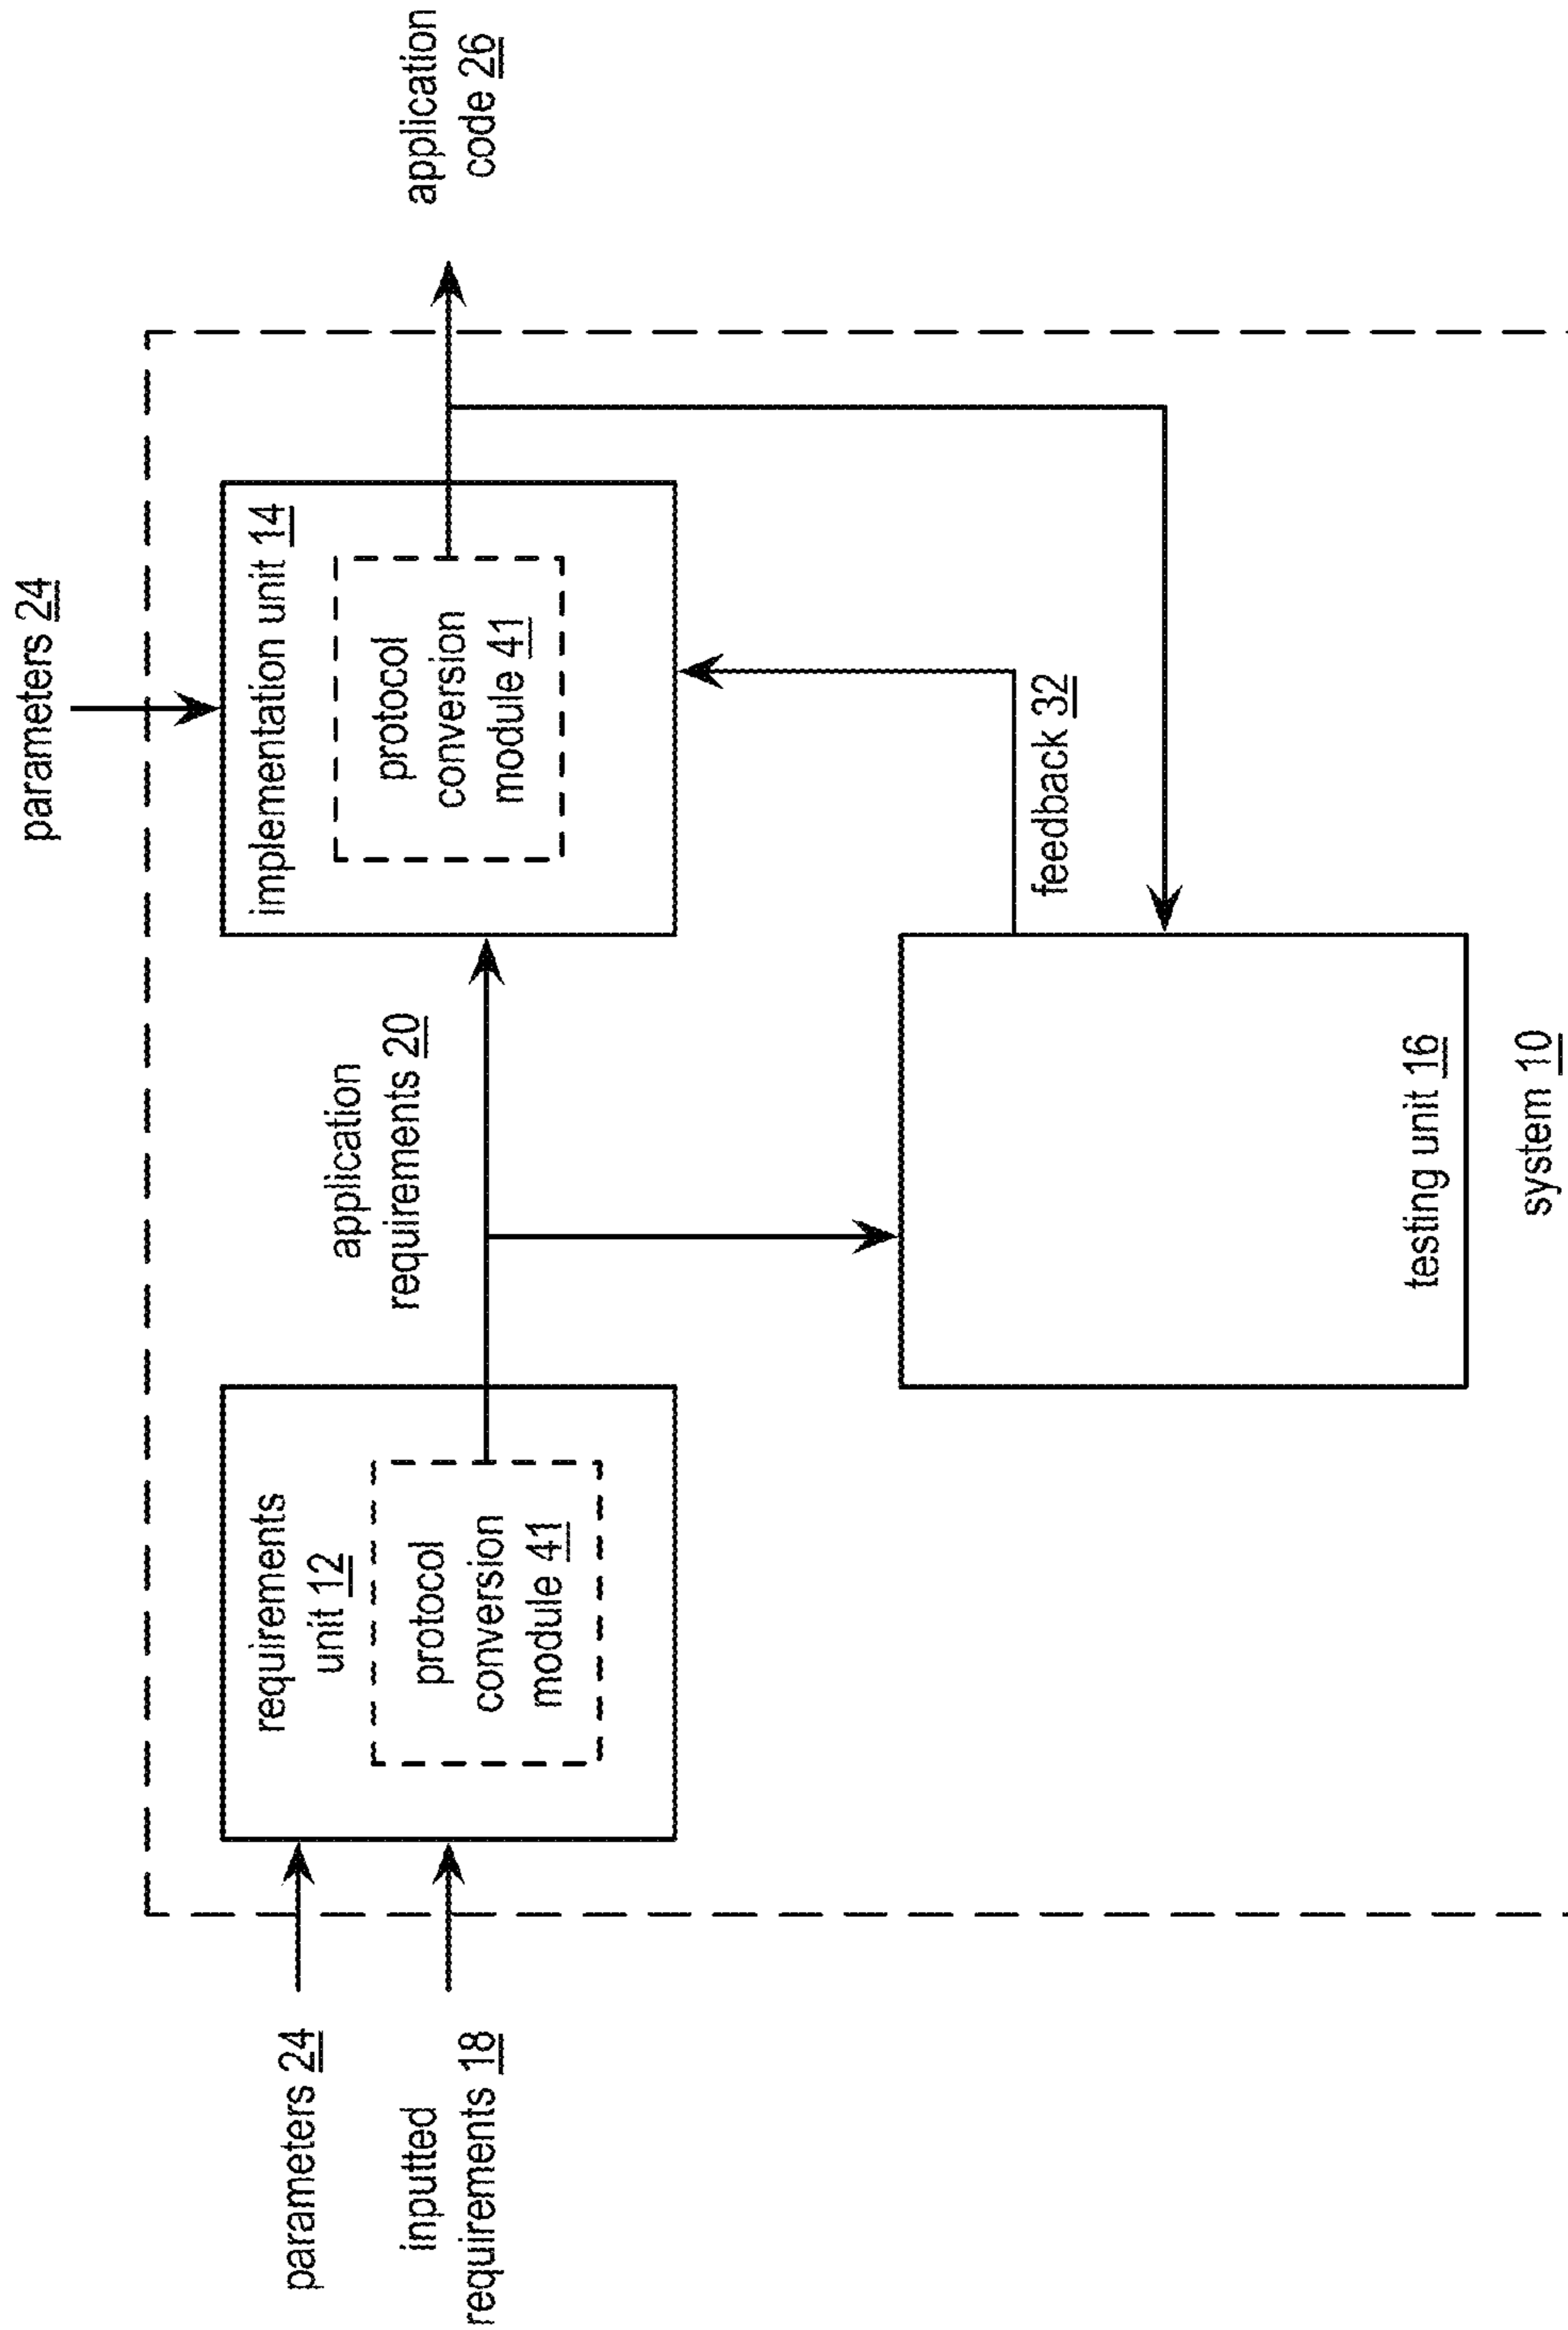 parameters 24
inputted
requirements 18
requirements
unit 12
protocol
conversion
module 41
application
requirements 20
parameters 24
implementation unit 14
protocol
conversion
module 41
application
code 26
feedback 32
testing unit 16
system 10